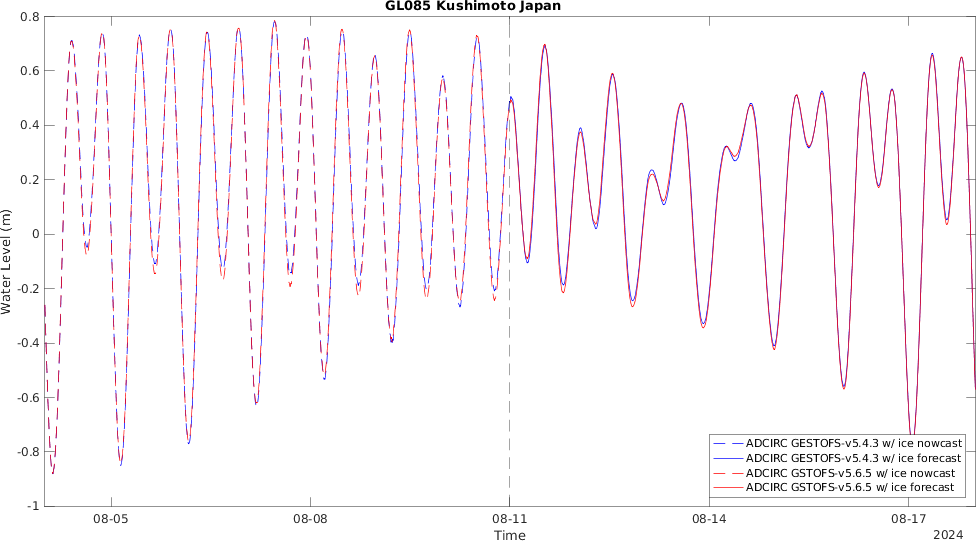 GL085 Kushimoto Japan
0.8
0.6
0.4
0.2
0
-0.2
-0.4
-0.6
-0.8
-1
Water Level (m)
ADCIRC GESTOFS-v5.4.3 w/ ice nowcast
ADCIRC GESTOFS-v5.4.3 w/ ice forecast
ADCIRC GSTOFS-v5.6.5 w/ ice nowcast
ADCIRC GSTOFS-v5.6.5 w/ ice forecast
08-05 08-08 08-11 08-14 08-17
Time
2024